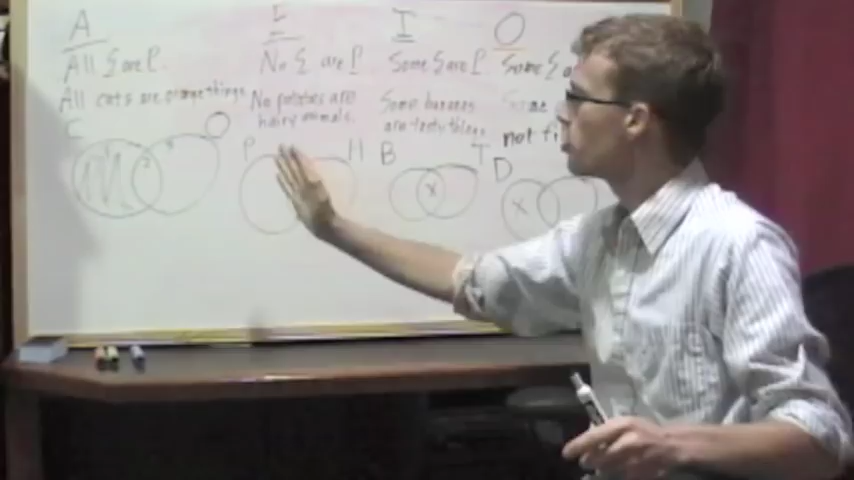 A
All S are P.
All cats are orange things.
C O
E
No S are P
No potatoes are
hairy animals.
P H
I
Some S are P
Some bananas
are tasty things.
B T
X
O
Some S
Some
not
D
X